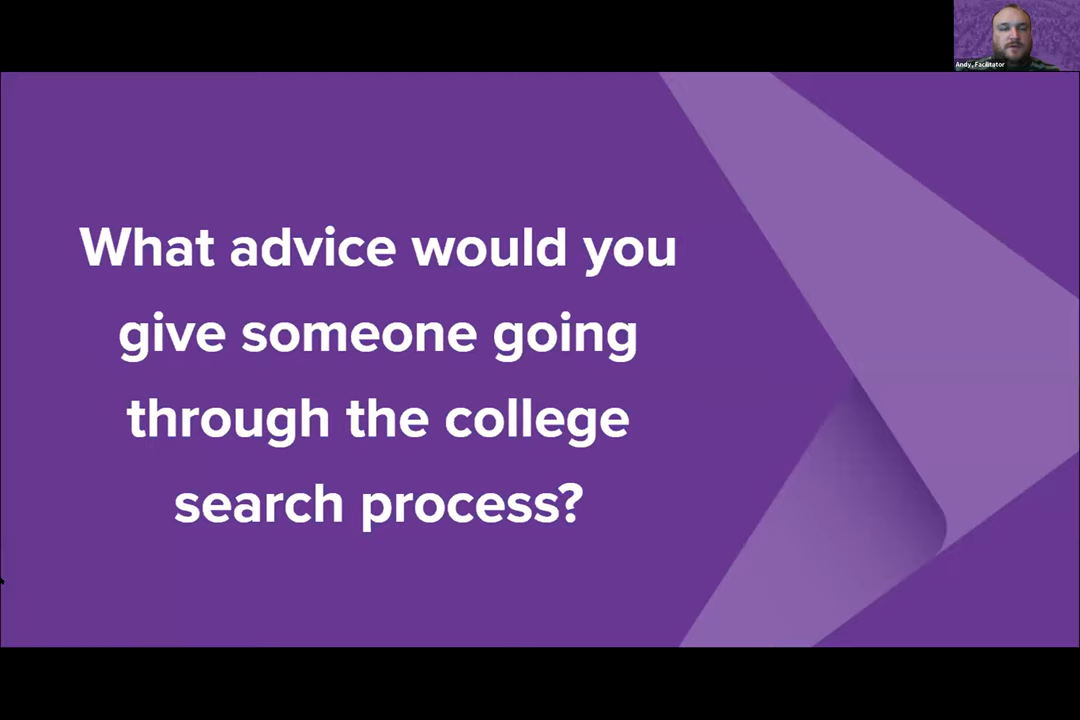 Andy, Facilitator
What advice would you
give someone going
through the college
search process?